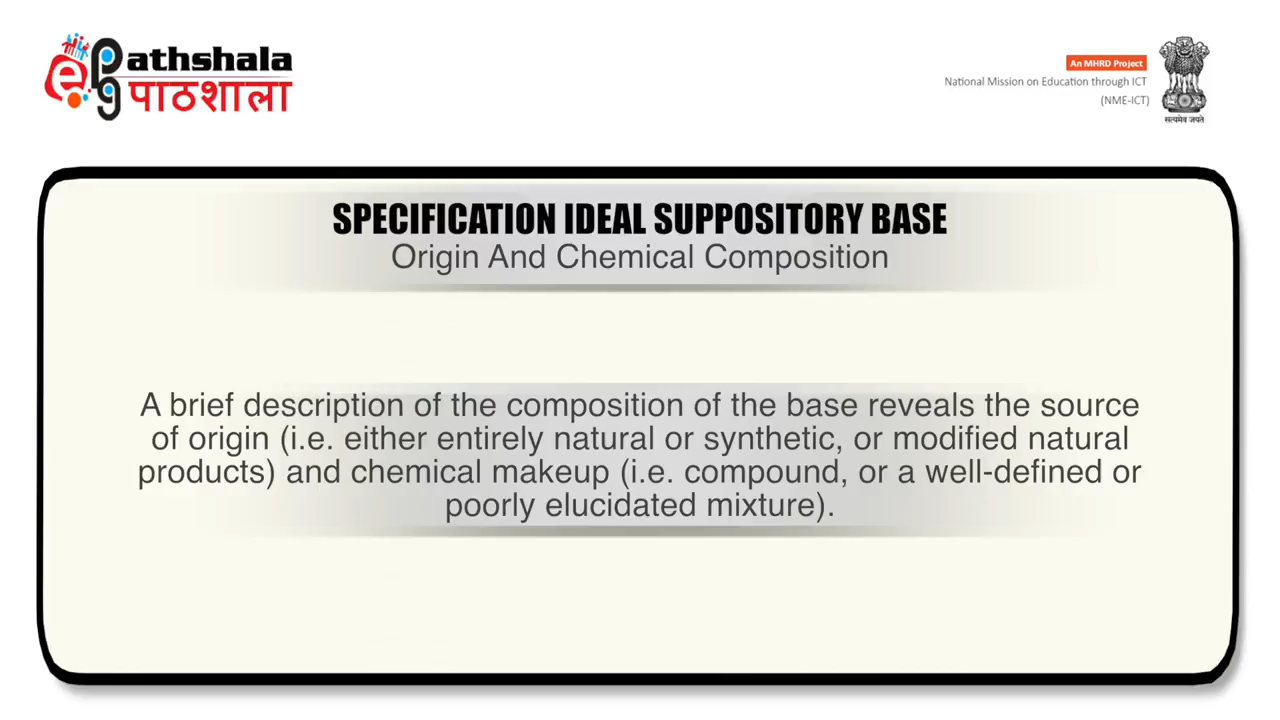 ePG Pathshala
पाठशाला
An MHRD Project
National Mission on Education through ICT
(NME-ICT)
सत्यमेव जयते
SPECIFICATION IDEAL SUPPOSITORY BASE
Origin And Chemical Composition
A brief description of the composition of the base reveals the source
of origin (i.e. either entirely natural or synthetic, or modified natural
products) and chemical makeup (i.e. compound, or a well-defined or
poorly elucidated mixture).